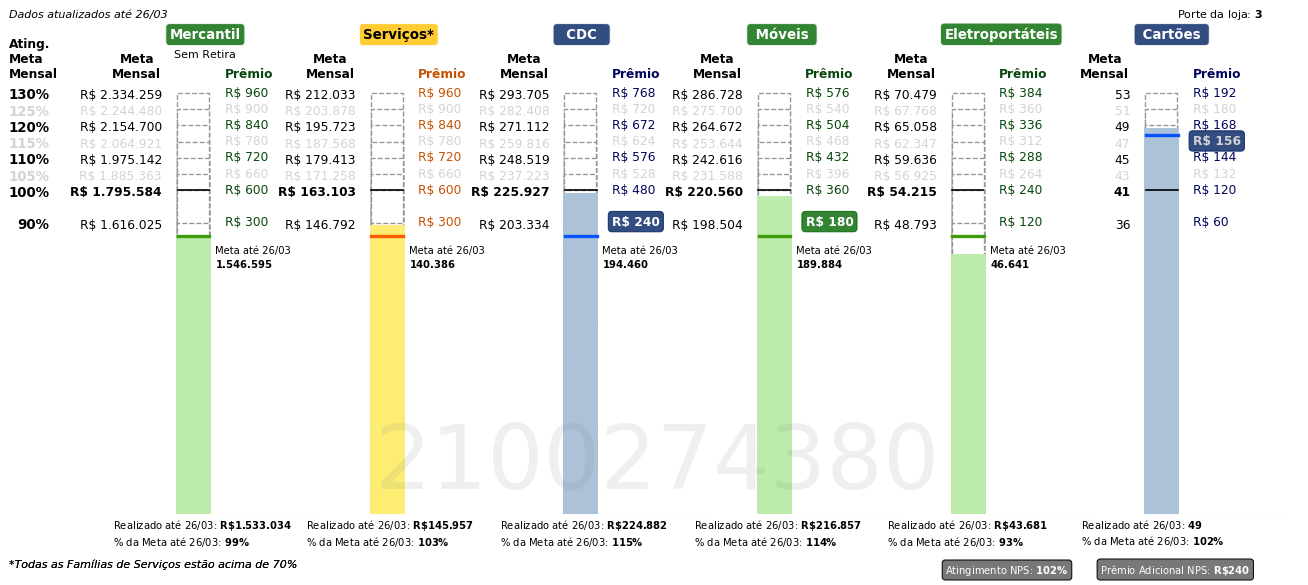 Dados atualizados até 26/03
Porte da loja: 3
Mercantil Serviços* CDC Móveis Eletroportáteis Cartões
Sem Retira
Ating. Meta Mensal
Meta Mensal Prêmio Meta Mensal Prêmio Meta Mensal Prêmio Meta Mensal Prêmio Meta Mensal Prêmio Meta Mensal Prêmio
130% R$ 2.334.259 R$ 960 R$ 212.033 R$ 960 R$ 293.705 R$ 768 R$ 286.728 R$ 576 R$ 70.479 R$ 384 53 R$ 192
125% R$ 2.244.480 R$ 900 R$ 203.878 R$ 900 R$ 282.408 R$ 720 R$ 275.700 R$ 540 R$ 67.768 R$ 360 51 R$ 180
120% R$ 2.154.700 R$ 840 R$ 195.723 R$ 840 R$ 271.112 R$ 672 R$ 264.672 R$ 504 R$ 65.058 R$ 336 49 R$ 168
115% R$ 2.064.921 R$ 780 R$ 187.568 R$ 780 R$ 259.816 R$ 624 R$ 253.644 R$ 468 R$ 62.347 R$ 312 47 R$ 156
110% R$ 1.975.142 R$ 720 R$ 179.413 R$ 720 R$ 248.519 R$ 576 R$ 242.616 R$ 432 R$ 59.636 R$ 288 45 R$ 144
105% R$ 1.885.363 R$ 660 R$ 171.258 R$ 660 R$ 237.223 R$ 528 R$ 231.588 R$ 396 R$ 56.925 R$ 264 43 R$ 132
100% R$ 1.795.584 R$ 600 R$ 163.103 R$ 600 R$ 225.927 R$ 480 R$ 220.560 R$ 360 R$ 54.215 R$ 240 41 R$ 120
90% R$ 1.616.025 R$ 300 R$ 146.792 R$ 300 R$ 203.334 R$ 240 R$ 198.504 R$ 180 R$ 48.793 R$ 120 36 R$ 60
Meta até 26/03 Meta até 26/03 Meta até 26/03 Meta até 26/03 Meta até 26/03
1.546.595 140.386 194.460 189.884 46.641
2100274380
Realizado até 26/03: R$1.533.034 Realizado até 26/03: R$145.957 Realizado até 26/03: R$224.882 Realizado até 26/03: R$216.857 Realizado até 26/03: R$43.681 Realizado até 26/03: 49
% da Meta até 26/03: 99% % da Meta até 26/03: 103% % da Meta até 26/03: 115% % da Meta até 26/03: 114% % da Meta até 26/03: 93% % da Meta até 26/03: 102%
*Todas as Famílias de Serviços estão acima de 70%
Atingimento NPS: 102% Prêmio Adicional NPS: R$240